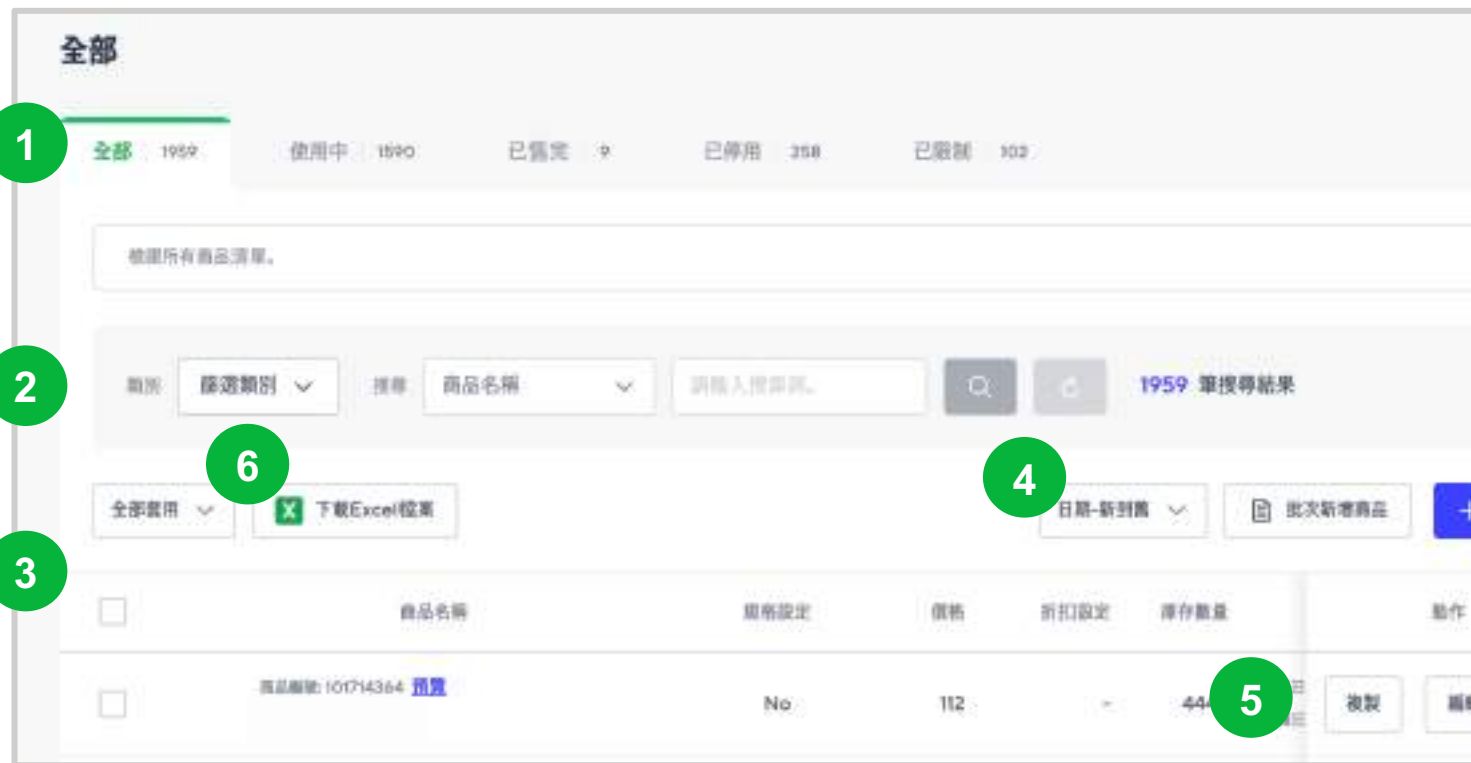 全部
1 全部 1959 使用中 1590 已售完 9 已停用 358 已限制 102
檢視所有商品清單。
2 類別 篩選類別 搜尋 商品名稱 請輸入搜尋詞。 1959 筆搜尋結果
6 4
全部套用 下載Excel檔案 日期-新到舊 批次新增商品 +
3
商品名稱 規格設定 價格 折扣設定 庫存數量 動作
商品編號: 101714364 預覽
No 112 - 5 複製